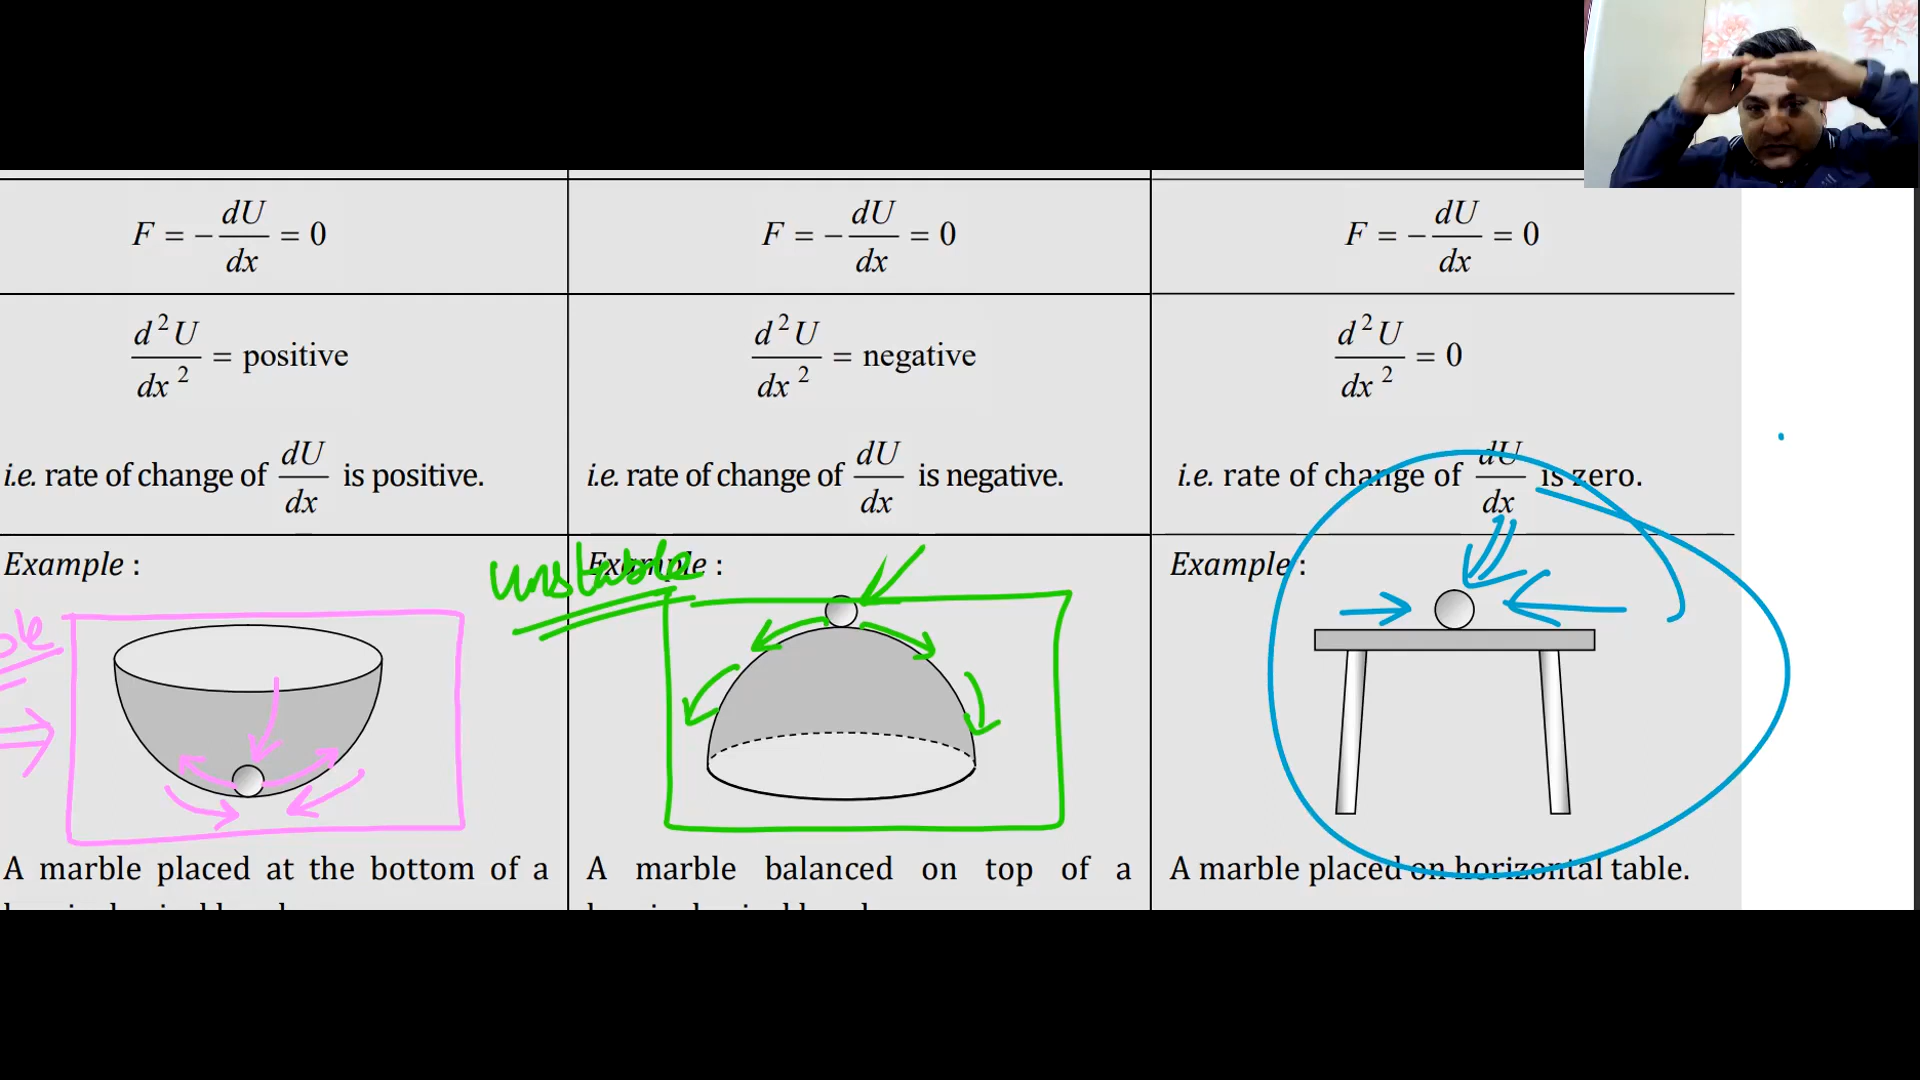 F = − dU/dx = 0
F = − dU/dx = 0
F = − dU/dx = 0
d²U/dx² = positive
d²U/dx² = negative
d²U/dx² = 0
i.e. rate of change of dU/dx is positive.
i.e. rate of change of dU/dx is negative.
i.e. rate of change of dU/dx is zero.
Example :
unstable
Example :
Example :
A marble placed at the bottom of a
A marble balanced on top of a
A marble placed on horizontal table.